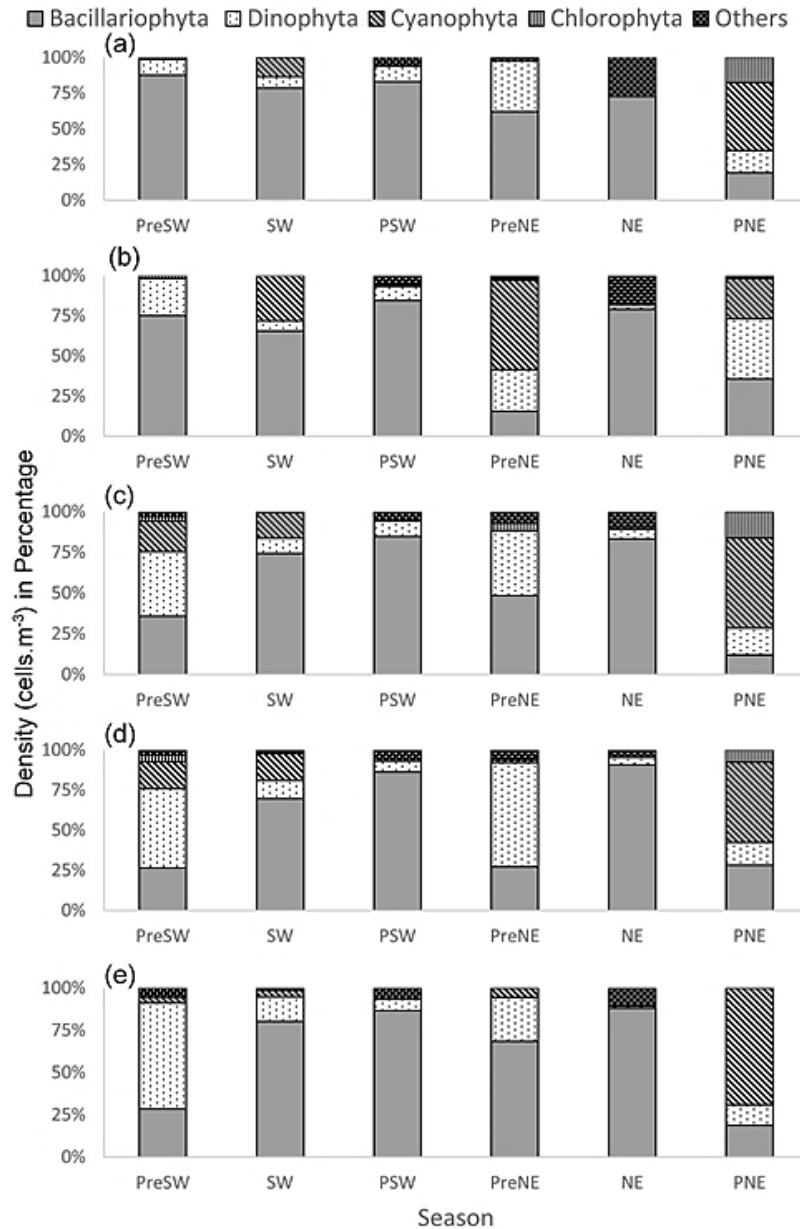 Bacillariophyta Dinophyta Cyanophyta Chlorophyta Others
(a)
100%
75%
50%
25%
0%
PreSW SW PSW PreNE NE PNE
(b)
100%
75%
50%
25%
0%
PreSW SW PSW PreNE NE PNE
(c)
100%
75%
50%
25%
0%
PreSW SW PSW PreNE NE PNE
(d)
100%
75%
50%
25%
0%
PreSW SW PSW PreNE NE PNE
(e)
100%
75%
50%
25%
0%
PreSW SW PSW PreNE NE PNE
Density (cells.m⁻³) in Percentage
Season